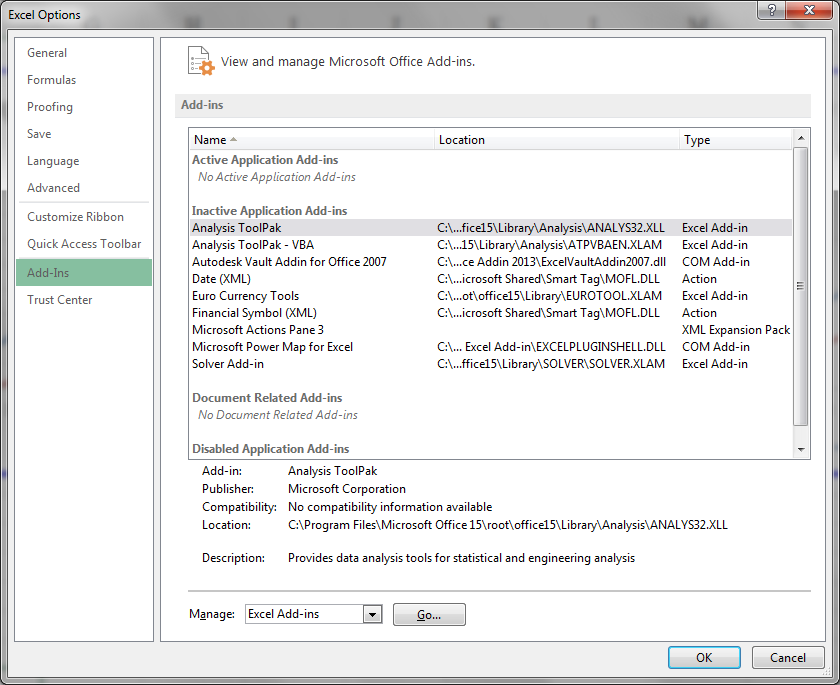 Excel Options
General
Formulas
Proofing
Save
Language
Advanced
Customize Ribbon
Quick Access Toolbar
Add-Ins
Trust Center
View and manage Microsoft Office Add-ins.
Add-ins
Name Location Type
Active Application Add-ins
No Active Application Add-ins
Inactive Application Add-ins
Analysis ToolPak C:\...fice15\Library\Analysis\ANALYS32.XLL Excel Add-in
Analysis ToolPak - VBA C:\...15\Library\Analysis\ATPVBAEN.XLAM Excel Add-in
Autodesk Vault Addin for Office 2007 C:\...ce Addin 2013\ExcelVaultAddin2007.dll COM Add-in
Date (XML) C:\...icrosoft Shared\Smart Tag\MOFL.DLL Action
Euro Currency Tools C:\...ot\office15\Library\EUROTOOL.XLAM Excel Add-in
Financial Symbol (XML) C:\...icrosoft Shared\Smart Tag\MOFL.DLL Action
Microsoft Actions Pane 3 XML Expansion Pack
Microsoft Power Map for Excel C:\... Excel Add-in\EXCELPLUGINSHELL.DLL COM Add-in
Solver Add-in C:\...ffice15\Library\SOLVER\SOLVER.XLAM Excel Add-in
Document Related Add-ins
No Document Related Add-ins
Disabled Application Add-ins
Add-in: Analysis ToolPak
Publisher: Microsoft Corporation
Compatibility: No compatibility information available
Location: C:\Program Files\Microsoft Office 15\root\office15\Library\Analysis\ANALYS32.XLL
Description: Provides data analysis tools for statistical and engineering analysis
Manage: Excel Add-ins Go...
OK Cancel